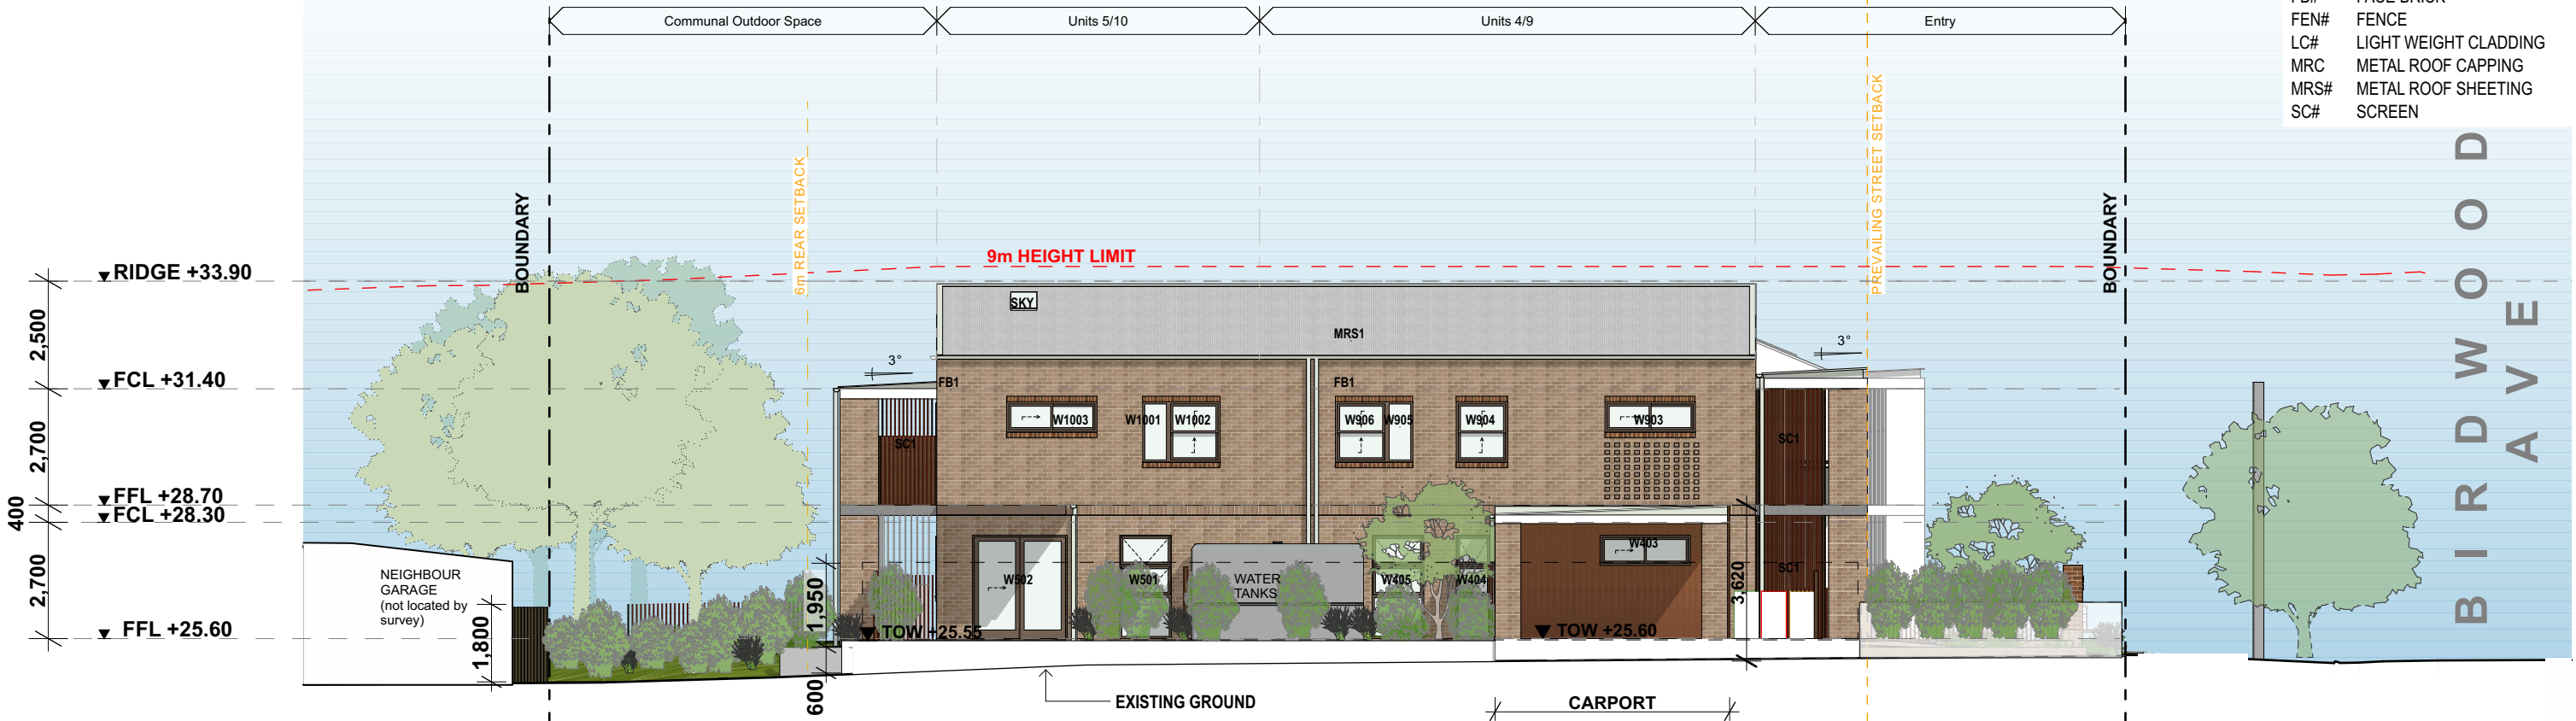 Communal Outdoor Space
Units 5/10
Units 4/9
Entry
FB# FACE BRICK
FEN# FENCE
LC# LIGHT WEIGHT CLADDING
MRC METAL ROOF CAPPING
MRS# METAL ROOF SHEETING
SC# SCREEN
BIRDWOOD
AVE
BOUNDARY
6m REAR SETBACK
PREVAILING STREET SETBACK
BOUNDARY
9m HEIGHT LIMIT
RIDGE +33.90
SKY
MRS1
2,500
3°
3°
FCL +31.40
FB1
FB1
W1003
W1001
W1002
W906
W905
W904
W903
2,700
SC1
SC1
FFL +28.70
400
FCL +28.30
W403
NEIGHBOUR
GARAGE
(not located by
survey)
W502
W501
WATER
TANKS
W405
W404
SC1
2,700
1,950
3,620
FFL +25.60
TOW +25.55
TOW +25.60
1,800
600
EXISTING GROUND
CARPORT